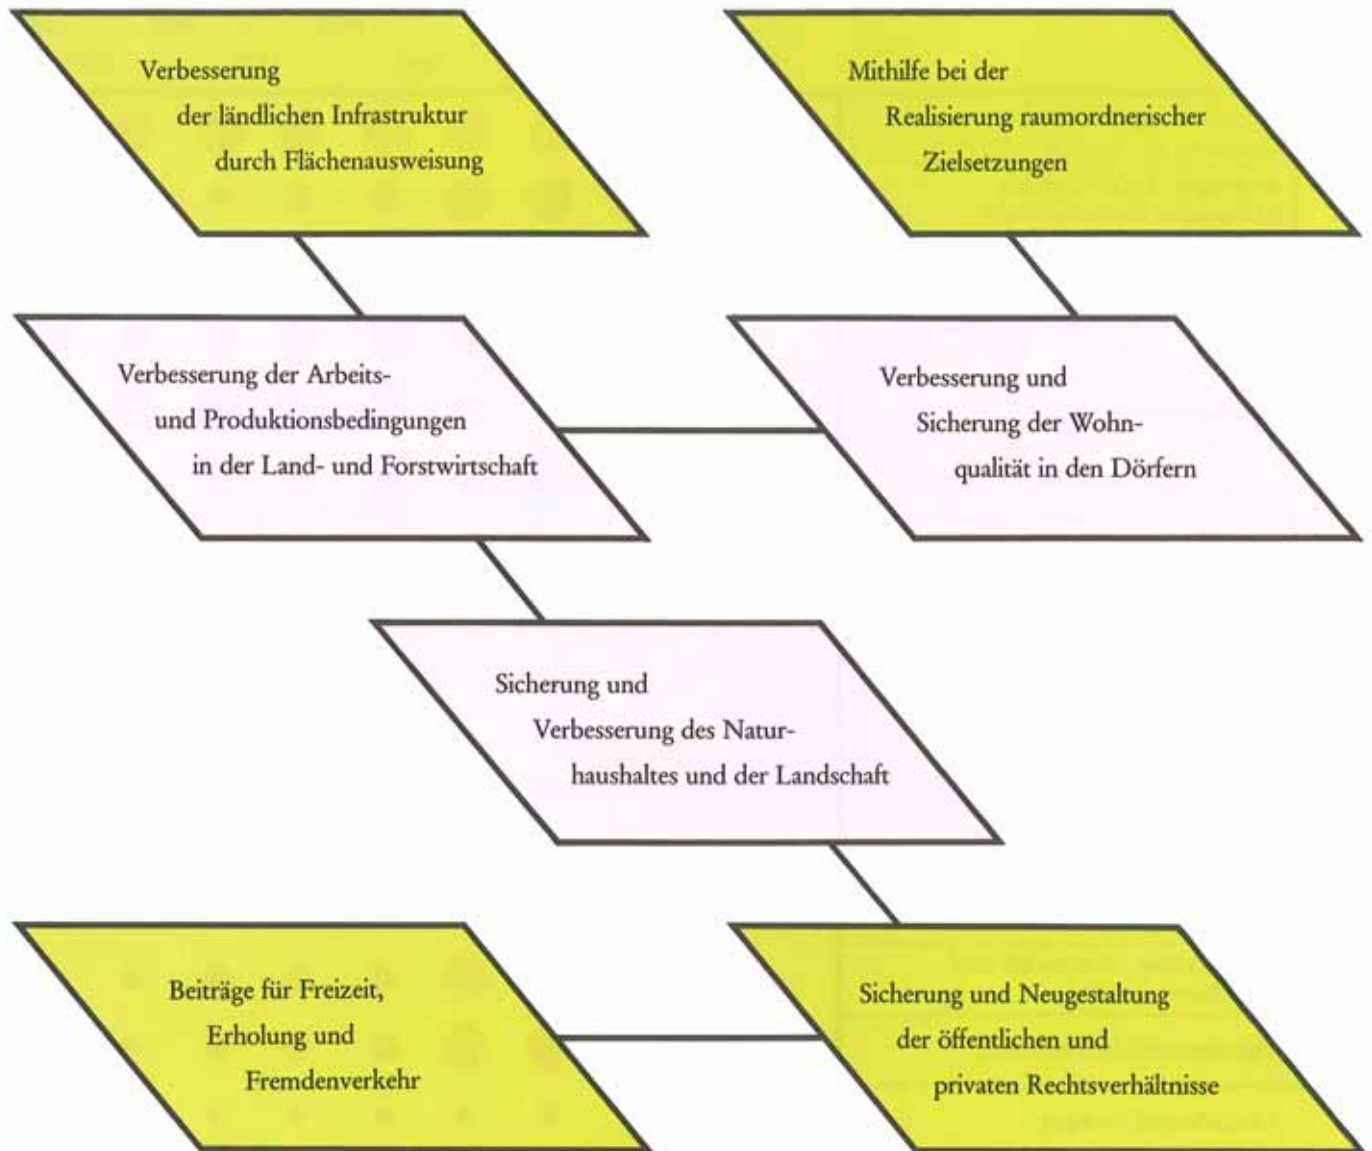 Verbesserung
der ländlichen Infrastruktur
durch Flächenausweisung
Mithilfe bei der
Realisierung raumordnerischer
Zielsetzungen
Verbesserung der Arbeits-
und Produktionsbedingungen
in der Land- und Forstwirtschaft
Verbesserung und
Sicherung der Wohn-
qualität in den Dörfern
Sicherung und
Verbesserung des Natur-
haushaltes und der Landschaft
Beiträge für Freizeit,
Erholung und
Fremdenverkehr
Sicherung und Neugestaltung
der öffentlichen und
privaten Rechtsverhältnisse